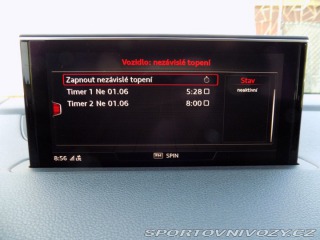 Vozidlo: nezávislé topení
Zapnout nezávislé topení
Stav
neaktivní
Timer 1 Ne 01.06 5:28
Timer 2 Ne 01.06 8:00
8:56
SPIN
SPORTOVNIVOZY.CZ